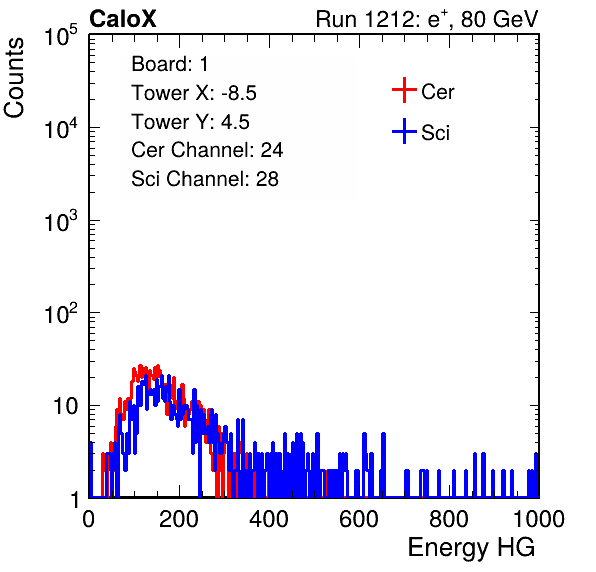 CaloX Run 1212: e⁺, 80 GeV
Counts
10⁵
10⁴
10³
10²
10
1
Board: 1
Tower X: -8.5
Tower Y: 4.5
Cer Channel: 24
Sci Channel: 28
Cer
Sci
0 200 400 600 800 1000
Energy HG